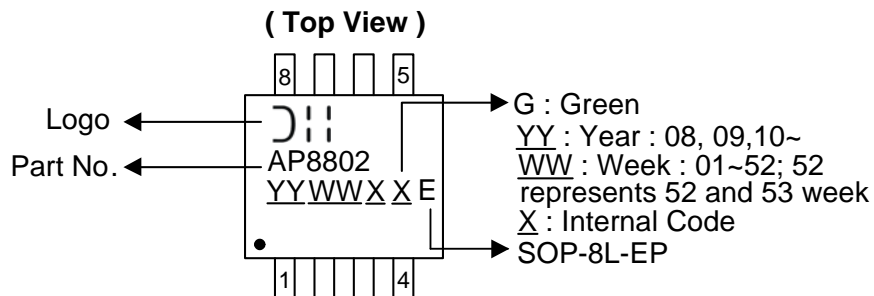 ( Top View )
8 5
Logo
AP8802
Part No.
YYWWX X E
G : Green
YY : Year : 08, 09,10~
WW : Week : 01~52; 52
represents 52 and 53 week
X : Internal Code
SOP-8L-EP
1 4